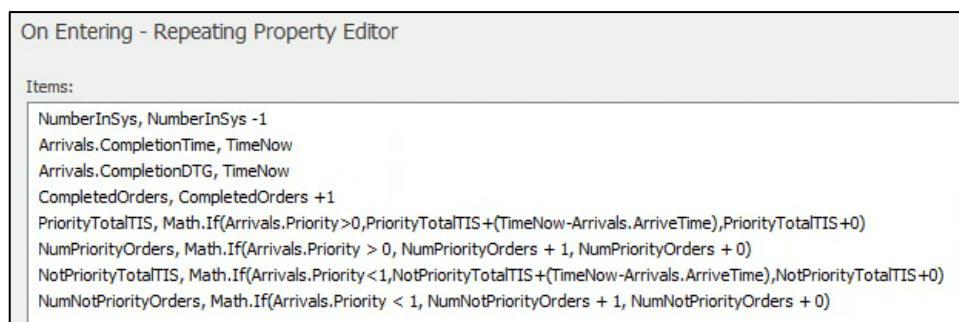 On Entering - Repeating Property Editor
Items:
NumberInSys, NumberInSys -1
Arrivals.CompletionTime, TimeNow
Arrivals.CompletionDTG, TimeNow
CompletedOrders, CompletedOrders +1
PriorityTotalTIS, Math.If(Arrivals.Priority>0,PriorityTotalTIS+(TimeNow-Arrivals.ArriveTime),PriorityTotalTIS+0)
NumPriorityOrders, Math.If(Arrivals.Priority > 0, NumPriorityOrders + 1, NumPriorityOrders + 0)
NotPriorityTotalTIS, Math.If(Arrivals.Priority<1,NotPriorityTotalTIS+(TimeNow-Arrivals.ArriveTime),NotPriorityTotalTIS+0)
NumNotPriorityOrders, Math.If(Arrivals.Priority < 1, NumNotPriorityOrders + 1, NumNotPriorityOrders + 0)